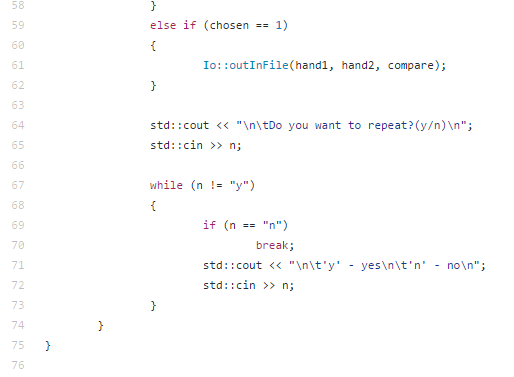 58                 }
59                 else if (chosen == 1)
60                 {
61                         Io::outInFile(hand1, hand2, compare);
62                 }
63
64                 std::cout << "\n\tDo you want to repeat?(y/n)\n";
65                 std::cin >> n;
66
67                 while (n != "y")
68                 {
69                         if (n == "n")
70                                 break;
71                         std::cout << "\n\t'y' - yes\n\t'n' - no\n";
72                         std::cin >> n;
73                 }
74         }
75 }
76